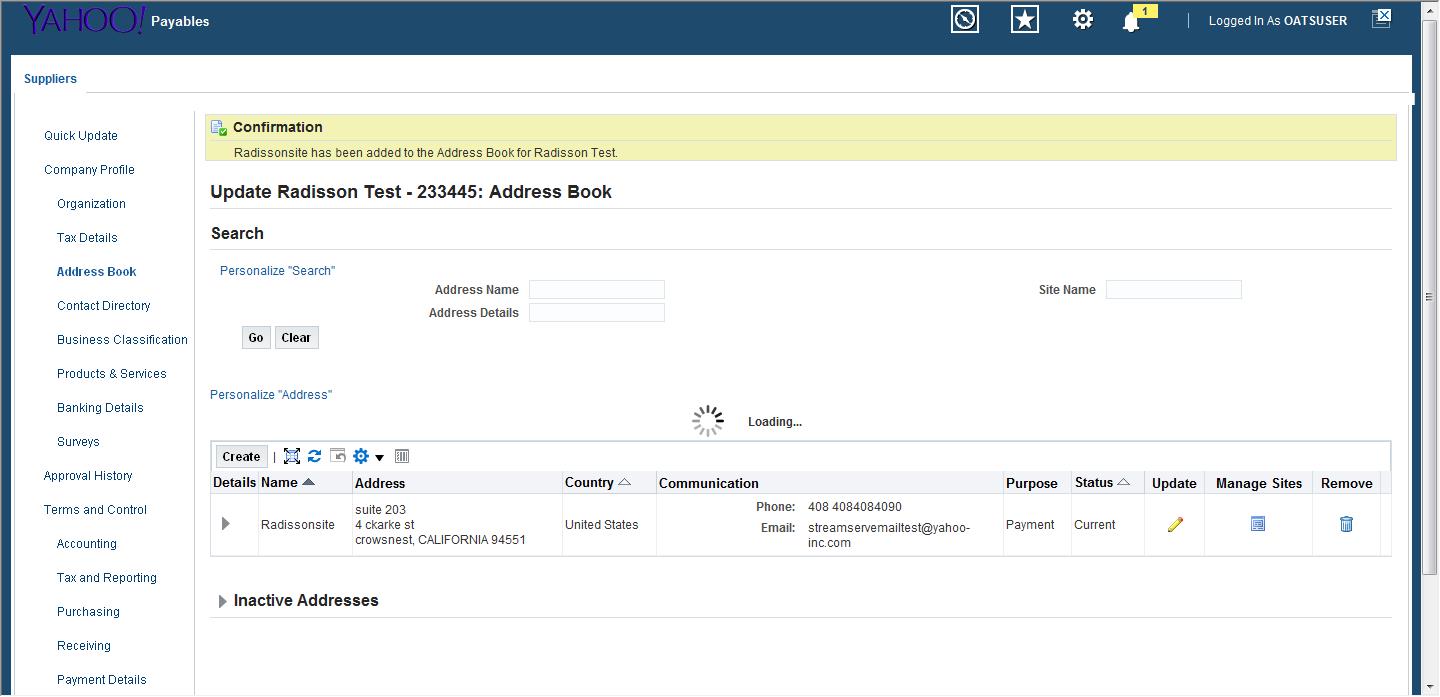 YAHOO! Payables
1
Logged In As OATSUSER
Suppliers
Quick Update
Company Profile
Organization
Tax Details
Address Book
Contact Directory
Business Classification
Products & Services
Banking Details
Surveys
Approval History
Terms and Control
Accounting
Tax and Reporting
Purchasing
Receiving
Payment Details
Confirmation
Radissonsite has been added to the Address Book for Radisson Test.
Update Radisson Test - 233445: Address Book
Search
Personalize "Search"
Address Name
Site Name
Address Details
Go Clear
Personalize "Address"
Loading...
Create |
Details Name Address Country Communication Purpose Status Update Manage Sites Remove
Radissonsite
suite 203
4 ckarke st
crowsnest, CALIFORNIA 94551
United States
Phone: 408 4084084090
Email: streamservemailtest@yahoo-
inc.com
Payment
Current
Inactive Addresses